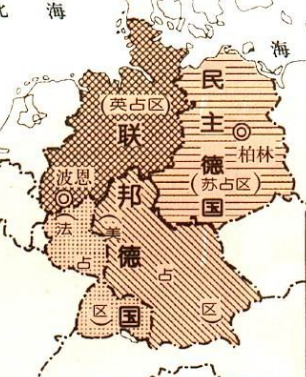 北海
海
（英占区）
民主德国
柏林
（苏占区）
联邦德国
波恩
（法占区）
（美占区）